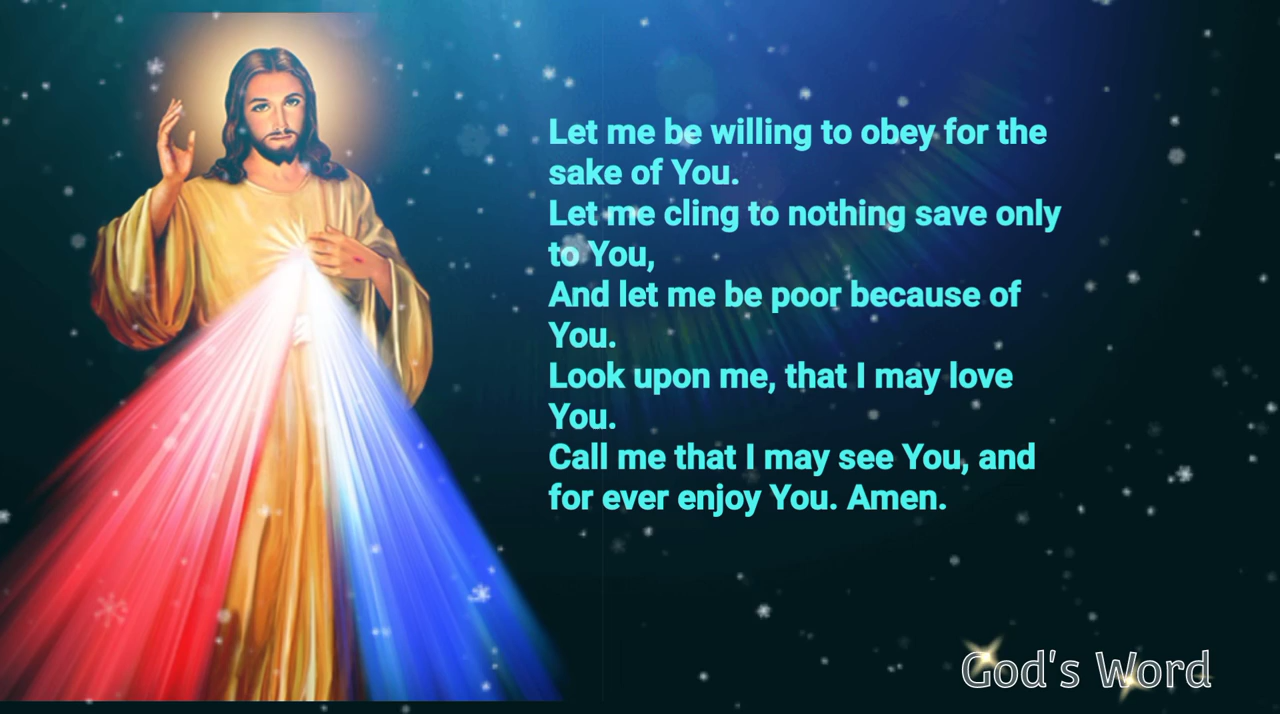 Let me be willing to obey for the
sake of You.
Let me cling to nothing save only
to You,
And let me be poor because of
You.
Look upon me, that I may love
You.
Call me that I may see You, and
for ever enjoy You. Amen.
God's Word